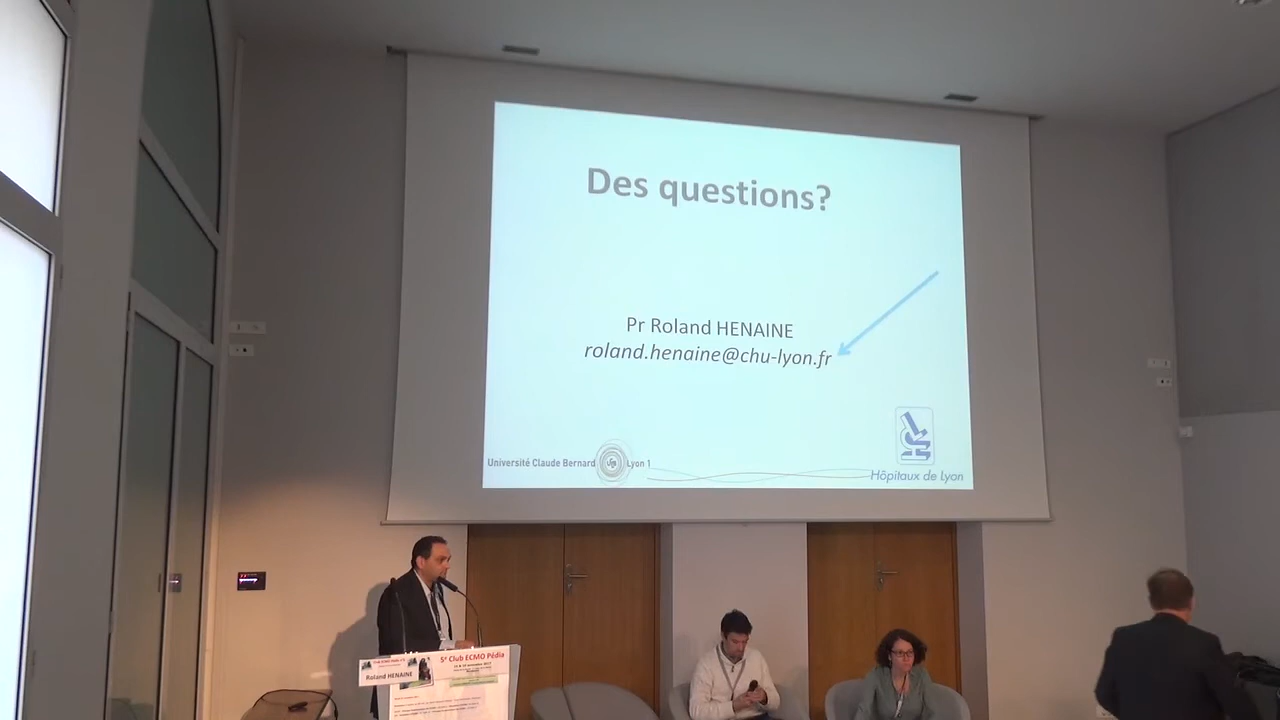 Des questions?
Pr Roland HENAINE
roland.henaine@chu-lyon.fr
Université Claude Bernard Lyon 1
Hôpitaux de Lyon
5e Club ECMO Pédia
Roland HENAINE